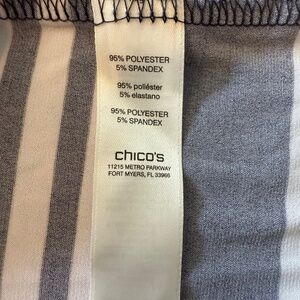 95% POLYESTER
5% SPANDEX
95% poliéster
5% elastano
95% POLYESTER
5% SPANDEX
chico's
11215 METRO PARKWAY
FORT MYERS, FL 33966